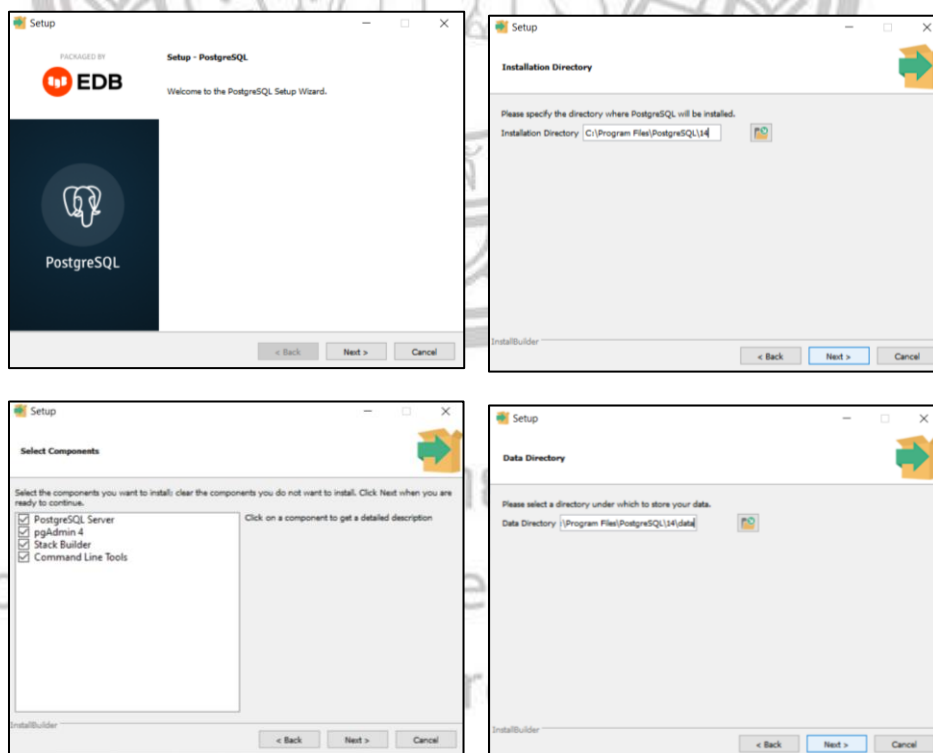 Setup
PACKAGED BY
EDB
Setup - PostgreSQL
Welcome to the PostgreSQL Setup Wizard.
PostgreSQL
< Back
Next >
Cancel
Setup
Installation Directory
Please specify the directory where PostgreSQL will be installed.
Installation Directory C:\Program Files\PostgreSQL\14
InstallBuilder
< Back
Next >
Cancel
Setup
Select Components
Select the components you want to install; clear the components you do not want to install. Click Next when you are
ready to continue.
PostgreSQL Server
pgAdmin 4
Stack Builder
Command Line Tools
Click on a component to get a detailed description
InstallBuilder
< Back
Next >
Cancel
Setup
Data Directory
Please select a directory under which to store your data.
Data Directory :\Program Files\PostgreSQL\14\data
InstallBuilder
< Back
Next >
Cancel